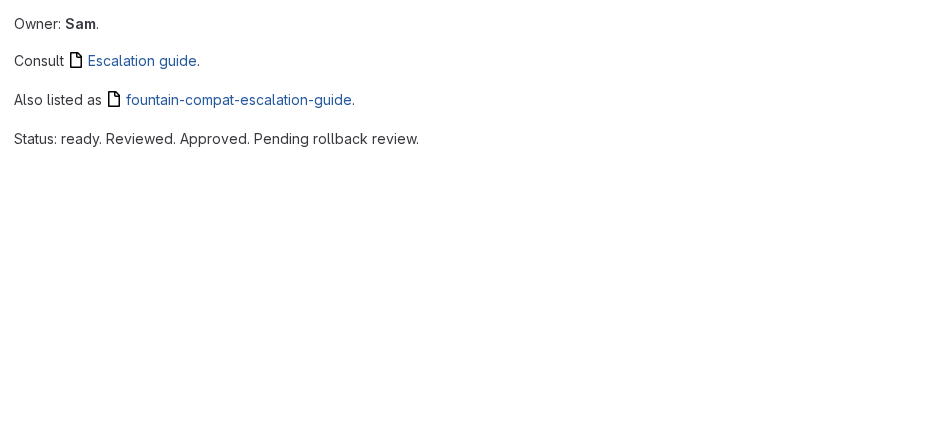 Owner: Sam.
Consult Escalation guide.
Also listed as fountain-compat-escalation-guide.
Status: ready. Reviewed. Approved. Pending rollback review.